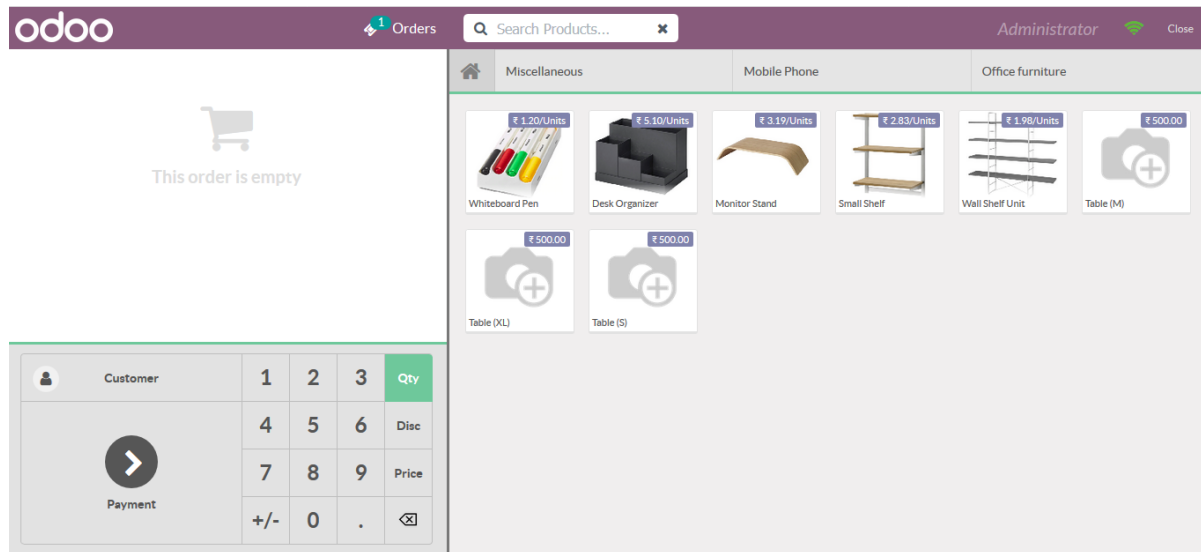 odoo
1 Orders
Search Products...
Administrator
Close
Miscellaneous
Mobile Phone
Office furniture
This order is empty
₹ 1.20/Units
Whiteboard Pen
₹ 5.10/Units
Desk Organizer
₹ 3.19/Units
Monitor Stand
₹ 2.83/Units
Small Shelf
₹ 1.98/Units
Wall Shelf Unit
₹ 500.00
Table (M)
₹ 500.00
Table (XL)
₹ 500.00
Table (S)
Customer
1 2 3 Qty
4 5 6 Disc
7 8 9 Price
Payment
+/- 0 .